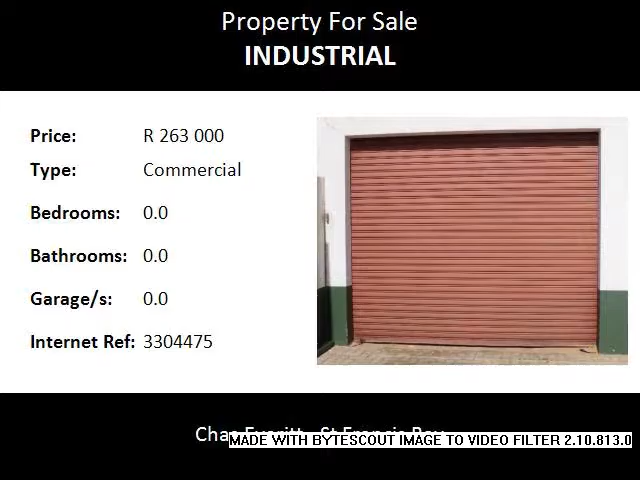 Property For Sale
INDUSTRIAL
Price: R 263 000
Type: Commercial
Bedrooms: 0.0
Bathrooms: 0.0
Garage/s: 0.0
Internet Ref: 3304475
MADE WITH BYTESCOUT IMAGE TO VIDEO FILTER 2.10.813.0